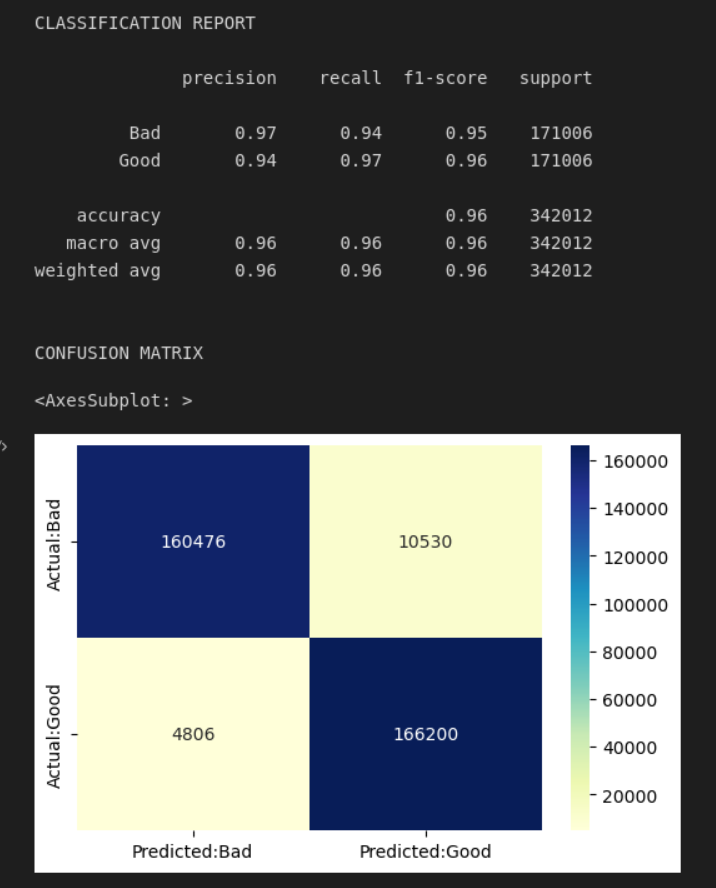 CLASSIFICATION REPORT
precision recall f1-score support
Bad 0.97 0.94 0.95 171006
Good 0.94 0.97 0.96 171006
accuracy 0.96 342012
macro avg 0.96 0.96 0.96 342012
weighted avg 0.96 0.96 0.96 342012
CONFUSION MATRIX
<AxesSubplot: >
160000
140000
120000
100000
80000
60000
40000
20000
Actual:Bad
160476 10530
Actual:Good
4806 166200
Predicted:Bad Predicted:Good